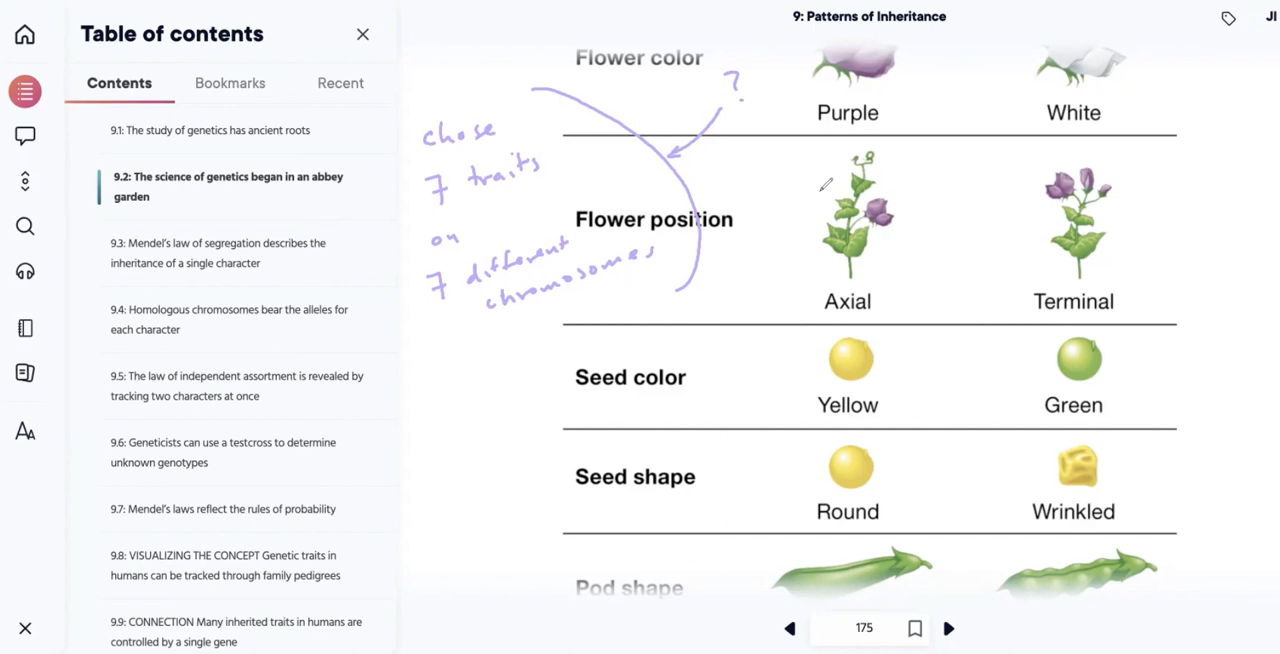 9: Patterns of Inheritance
JI
Table of contents
Contents
Bookmarks
Recent
9.1: The study of genetics has ancient roots
9.2: The science of genetics began in an abbey
garden
9.3: Mendel's law of segregation describes the
inheritance of a single character
9.4: Homologous chromosomes bear the alleles for
each character
9.5: The law of independent assortment is revealed by
tracking two characters at once
9.6: Geneticists can use a testcross to determine
unknown genotypes
9.7: Mendel's laws reflect the rules of probability
9.8: VISUALIZING THE CONCEPT Genetic traits in
humans can be tracked through family pedigrees
9.9: CONNECTION Many inherited traits in humans are
controlled by a single gene
AA
Flower color
Purple
White
?
chose
7 traits
on
7 different
chromosomes
Flower position
Axial
Terminal
Seed color
Yellow
Green
Seed shape
Round
Wrinkled
Pod shape
175